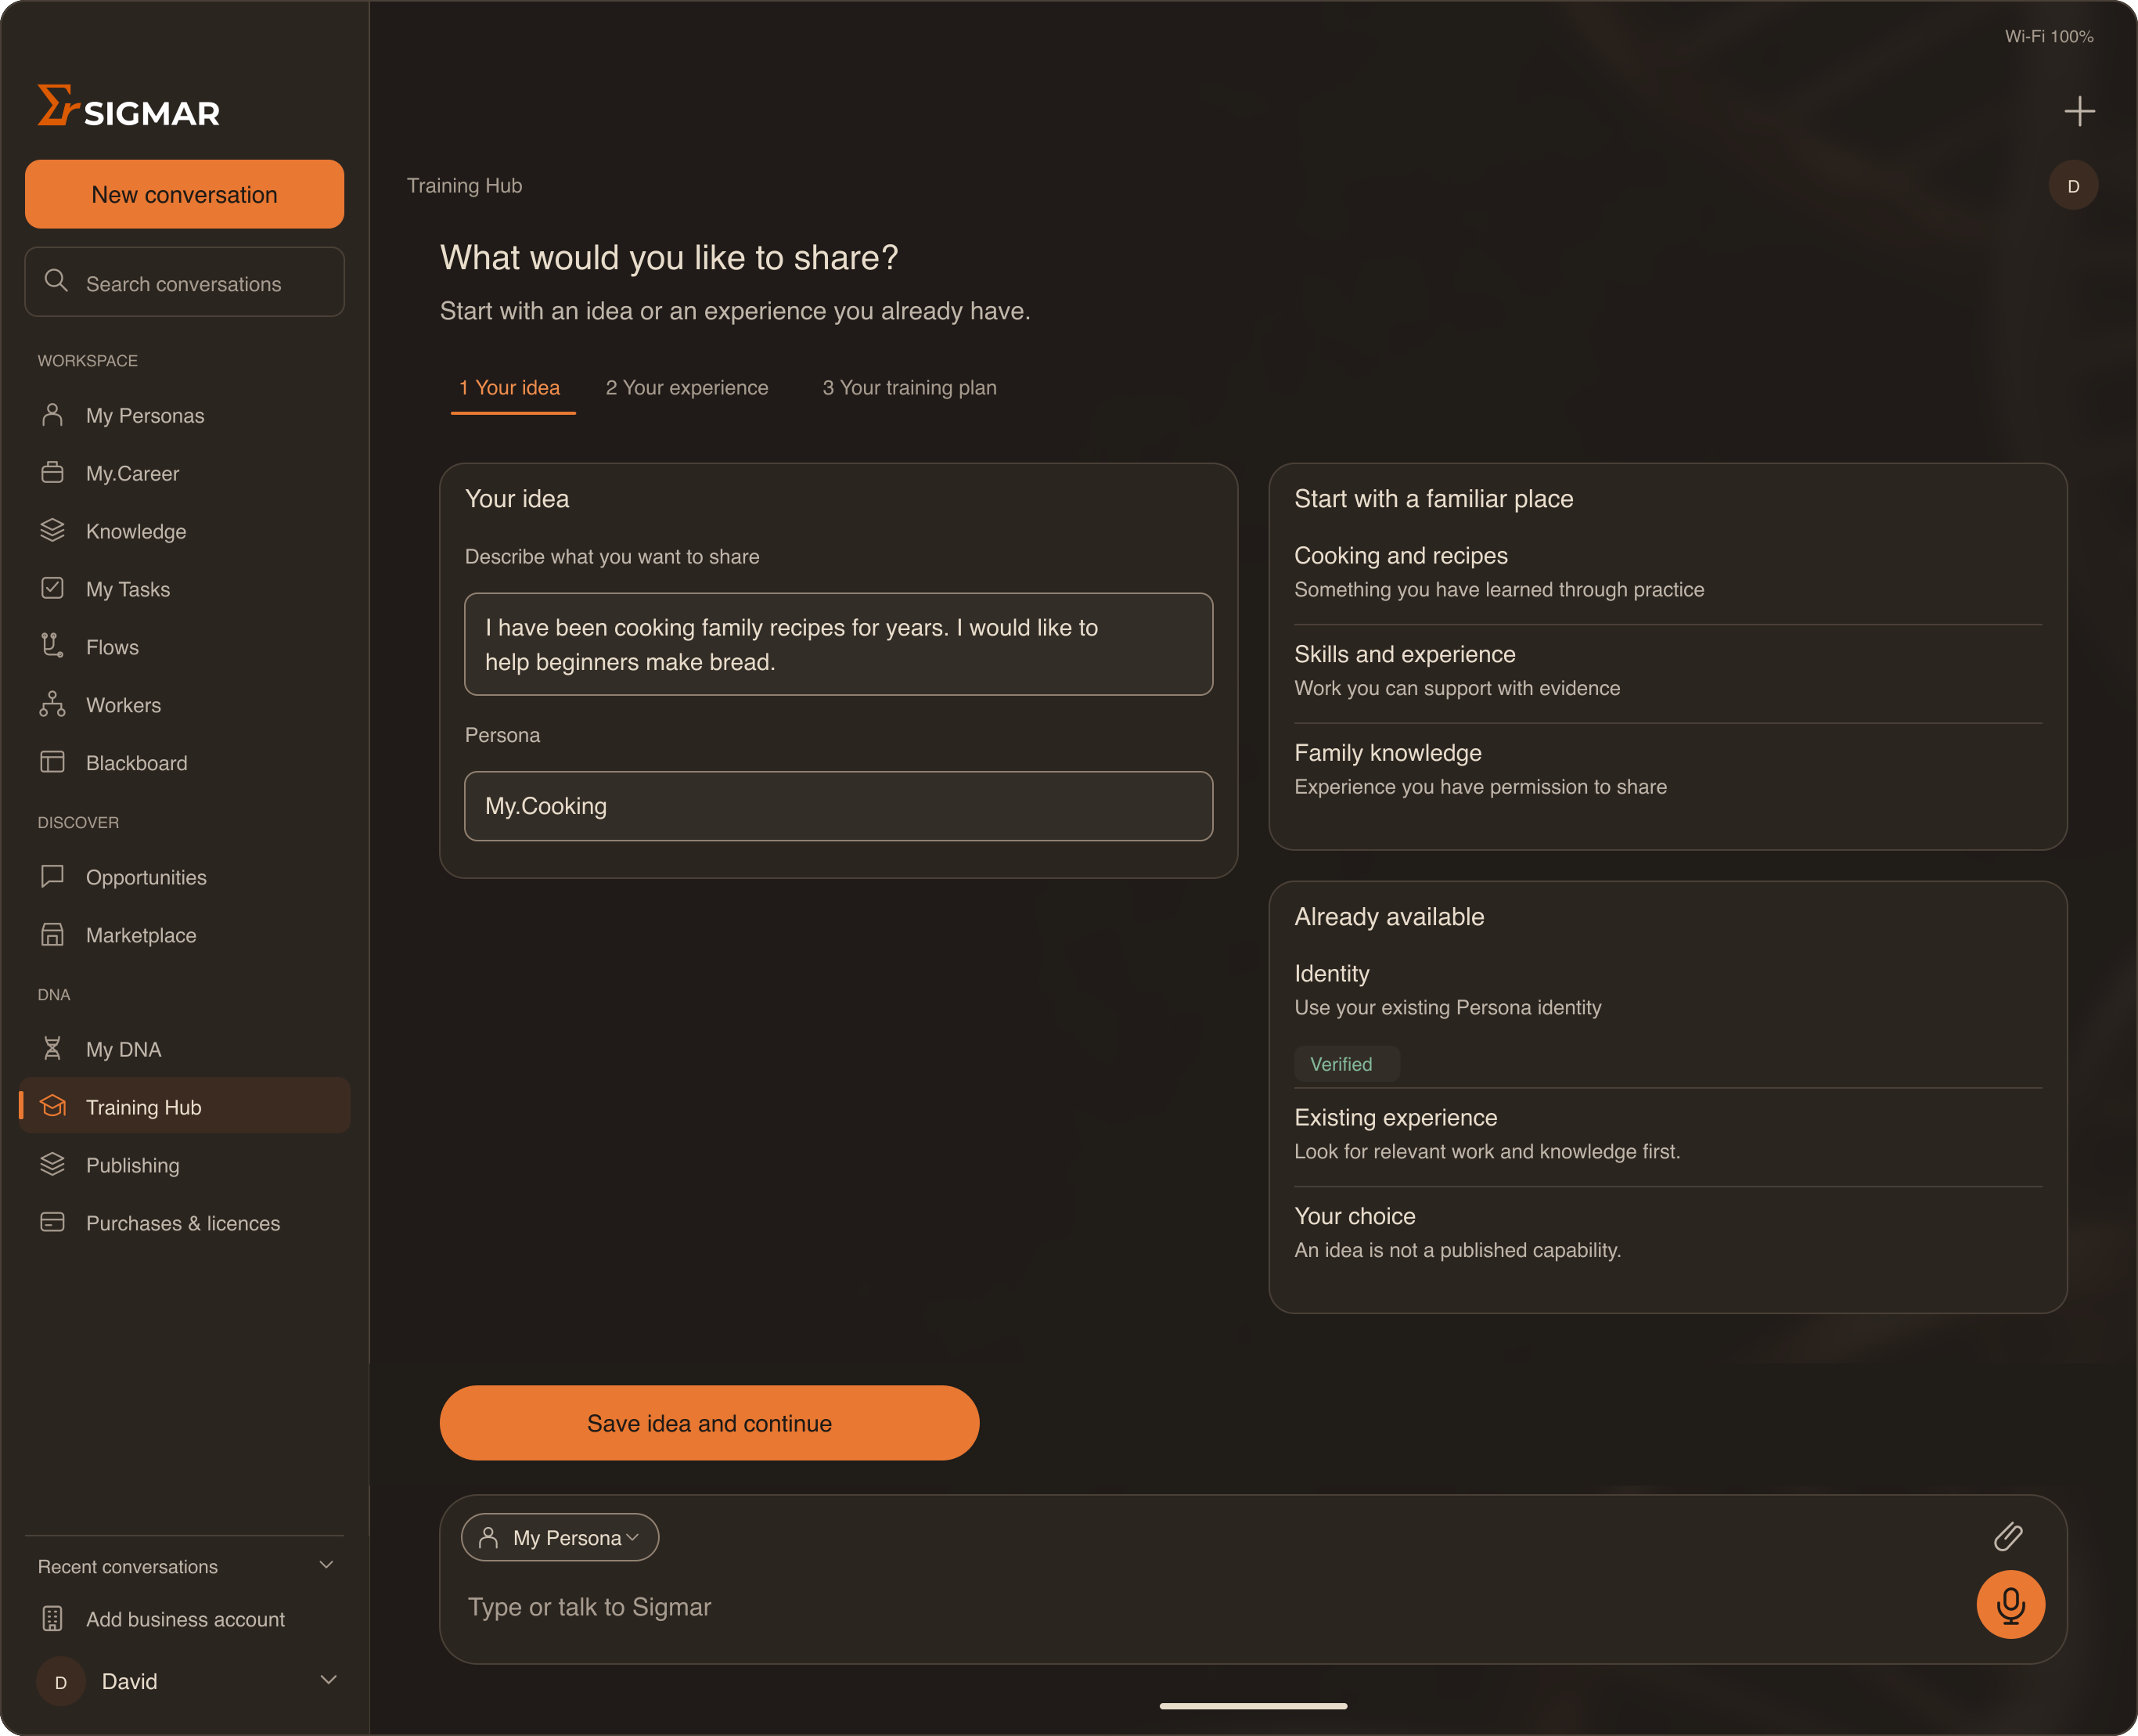 Wi-Fi 100%
Σr SIGMAR
New conversation
Search conversations
WORKSPACE
My Personas
My.Career
Knowledge
My Tasks
Flows
Workers
Blackboard
DISCOVER
Opportunities
Marketplace
DNA
My DNA
Training Hub
Publishing
Purchases & licences
Recent conversations
Add business account
D
David
Training Hub
D
What would you like to share?
Start with an idea or an experience you already have.
1 Your idea
2 Your experience
3 Your training plan
Your idea
Describe what you want to share
I have been cooking family recipes for years. I would like to
help beginners make bread.
Persona
My.Cooking
Start with a familiar place
Cooking and recipes
Something you have learned through practice
Skills and experience
Work you can support with evidence
Family knowledge
Experience you have permission to share
Already available
Identity
Use your existing Persona identity
Verified
Existing experience
Look for relevant work and knowledge first.
Your choice
An idea is not a published capability.
Save idea and continue
My Persona
Type or talk to Sigmar